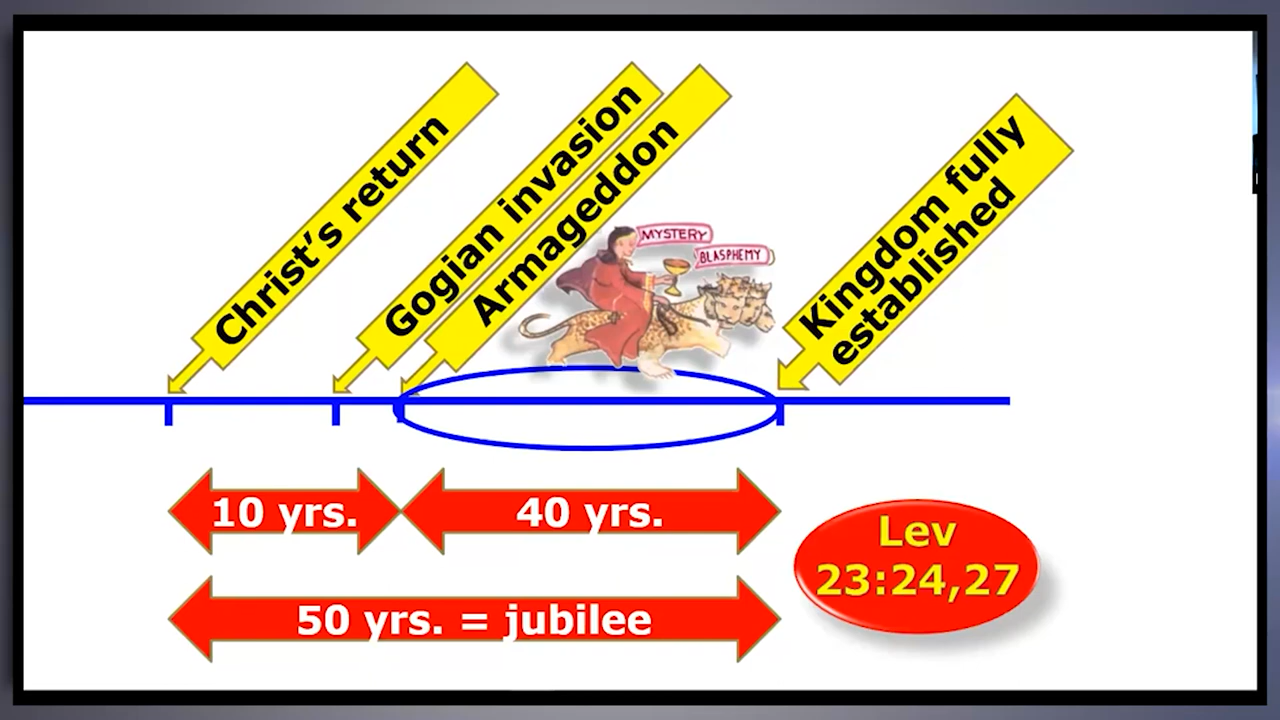 Christ's return
Gogian invasion
Armageddon
MYSTERY
BLASPHEMY
Kingdom fully
established
10 yrs.
40 yrs.
Lev
23:24,27
50 yrs. = jubilee